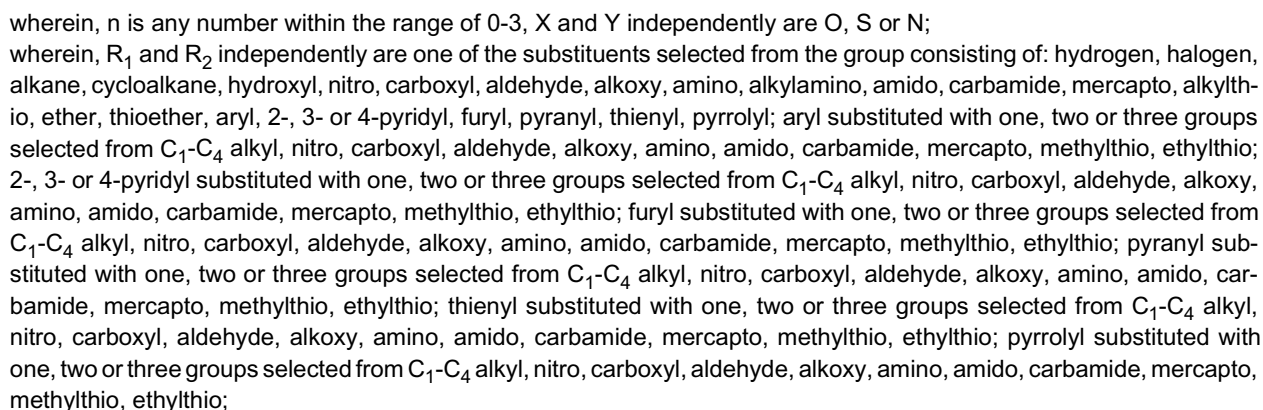 wherein, n is any number within the range of 0-3, X and Y independently are O, S or N;
wherein, R₁ and R₂ independently are one of the substituents selected from the group consisting of: hydrogen, halogen,
alkane, cycloalkane, hydroxyl, nitro, carboxyl, aldehyde, alkoxy, amino, alkylamino, amido, carbamide, mercapto, alkylth-
io, ether, thioether, aryl, 2-, 3- or 4-pyridyl, furyl, pyranyl, thienyl, pyrrolyl; aryl substituted with one, two or three groups
selected from C₁-C₄ alkyl, nitro, carboxyl, aldehyde, alkoxy, amino, amido, carbamide, mercapto, methylthio, ethylthio;
2-, 3- or 4-pyridyl substituted with one, two or three groups selected from C₁-C₄ alkyl, nitro, carboxyl, aldehyde, alkoxy,
amino, amido, carbamide, mercapto, methylthio, ethylthio; furyl substituted with one, two or three groups selected from
C₁-C₄ alkyl, nitro, carboxyl, aldehyde, alkoxy, amino, amido, carbamide, mercapto, methylthio, ethylthio; pyranyl sub-
stituted with one, two or three groups selected from C₁-C₄ alkyl, nitro, carboxyl, aldehyde, alkoxy, amino, amido, car-
bamide, mercapto, methylthio, ethylthio; thienyl substituted with one, two or three groups selected from C₁-C₄ alkyl,
nitro, carboxyl, aldehyde, alkoxy, amino, amido, carbamide, mercapto, methylthio, ethylthio; pyrrolyl substituted with
one, two or three groups selected from C₁-C₄ alkyl, nitro, carboxyl, aldehyde, alkoxy, amino, amido, carbamide, mercapto,
methylthio, ethylthio;